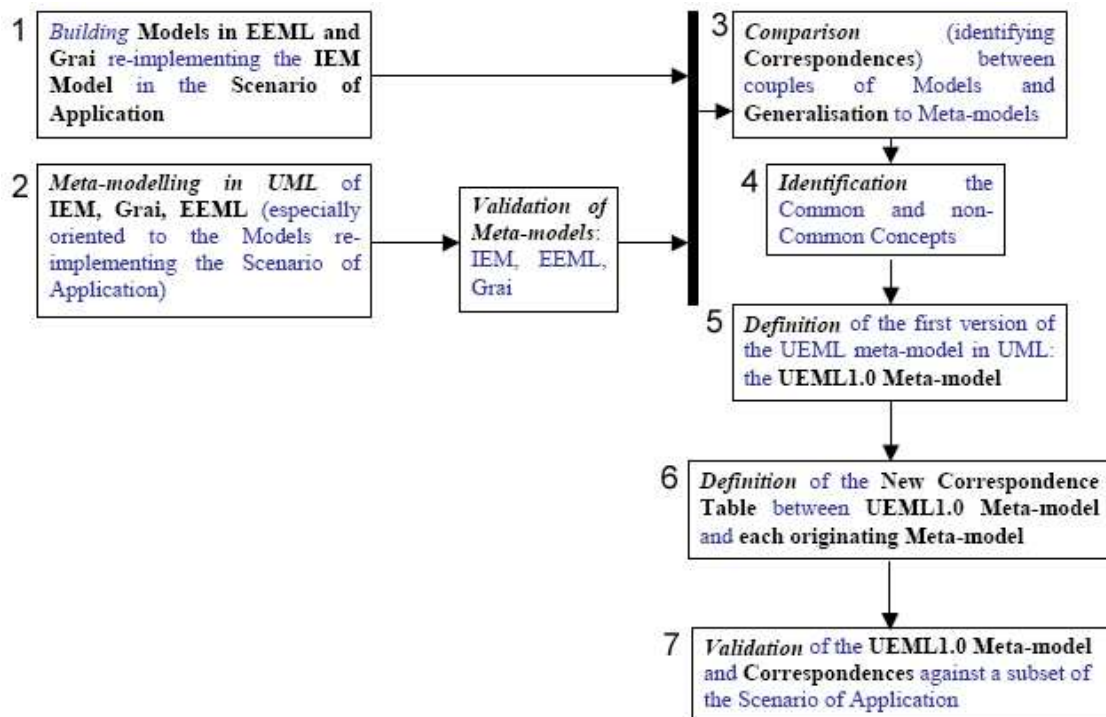 1
Building Models in EEML and
Grai re-implementing the IEM
Model in the Scenario of
Application
2
Meta-modelling in UML of
IEM, Grai, EEML (especially
oriented to the Models re-
implementing the Scenario of
Application)
Validation of
Meta-models:
IEM, EEML,
Grai
3
Comparison (identifying
Correspondences) between
couples of Models and
Generalisation to Meta-models
4
Identification the
Common and non-
Common Concepts
5
Definition of the first version of
the UEML meta-model in UML:
the UEML1.0 Meta-model
6
Definition of the New Correspondence
Table between UEML1.0 Meta-model
and each originating Meta-model
7
Validation of the UEML1.0 Meta-model
and Correspondences against a subset of
the Scenario of Application